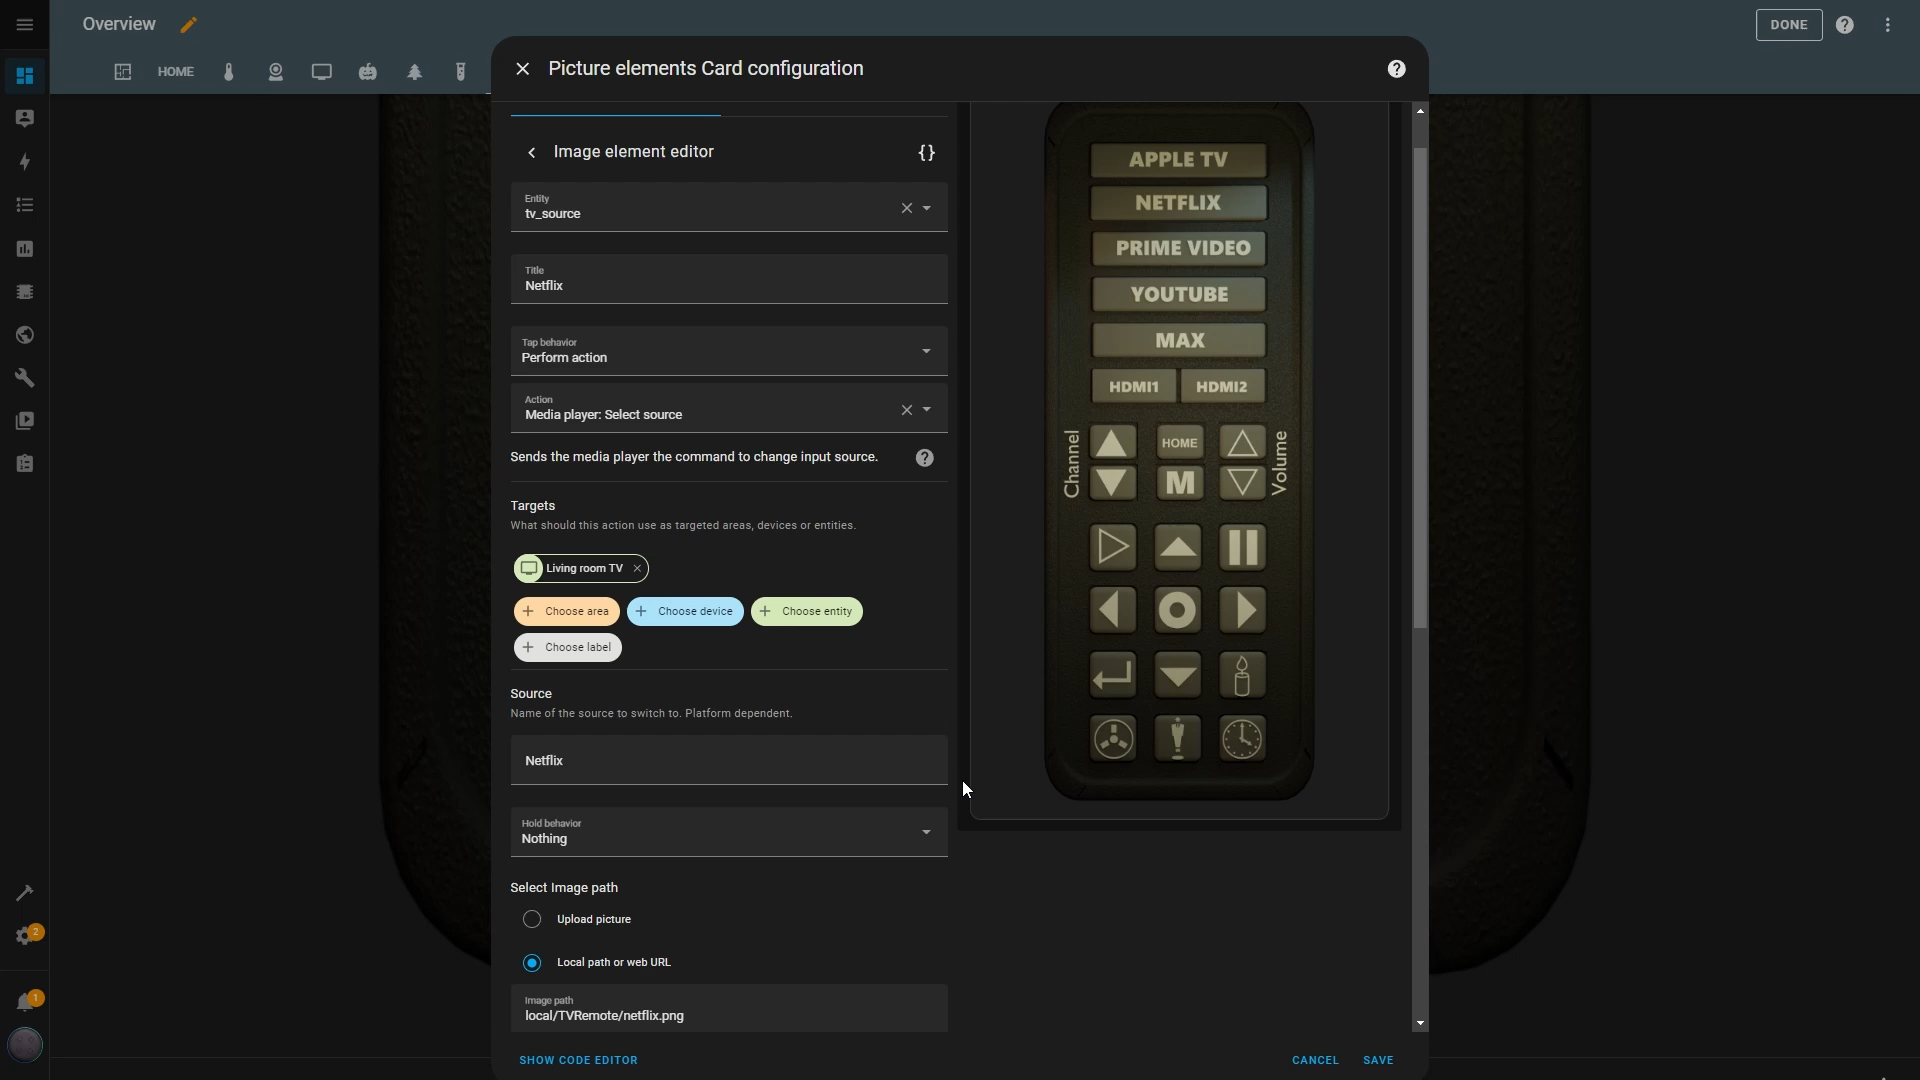 Overview
DONE
HOME
Picture elements Card configuration
Image element editor
{}
Entity
tv_source
Title
Netflix
Tap behavior
Perform action
Action
Media player: Select source
Sends the media player the command to change input source.
Targets
What should this action use as targeted areas, devices or entities.
Living room TV
Choose area
Choose device
Choose entity
Choose label
Source
Name of the source to switch to. Platform dependent.
Netflix
Hold behavior
Nothing
Select Image path
Upload picture
Local path or web URL
Image path
local/TVRemote/netflix.png
SHOW CODE EDITOR
CANCEL
SAVE
APPLE TV
NETFLIX
PRIME VIDEO
YOUTUBE
MAX
HDMI1
HDMI2
Channel
HOME
M
Volume
2
1